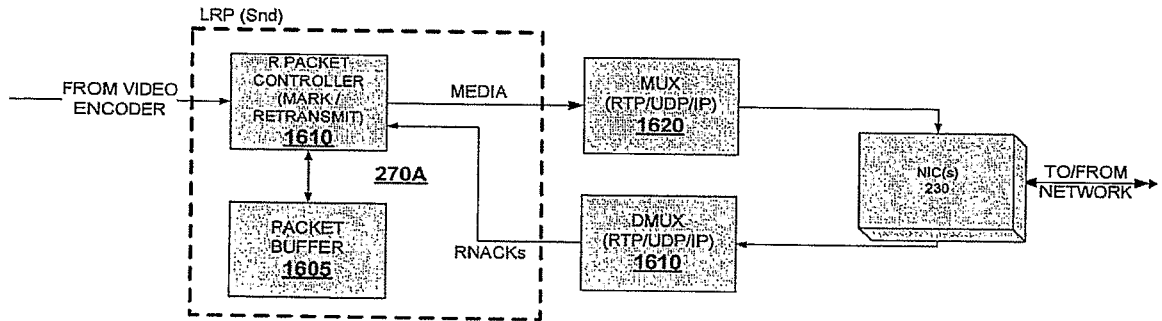 LRP (Snd)
FROM VIDEO
ENCODER
R PACKET
CONTROLLER
(MARK /
RETRANSMIT)
1610
MEDIA
MUX
(RTP/UDP/IP)
1620
NIC(s)
230
TO/FROM
NETWORK
270A
PACKET
BUFFER
1605
RNACKs
DMUX
(RTP/UDP/IP)
1610